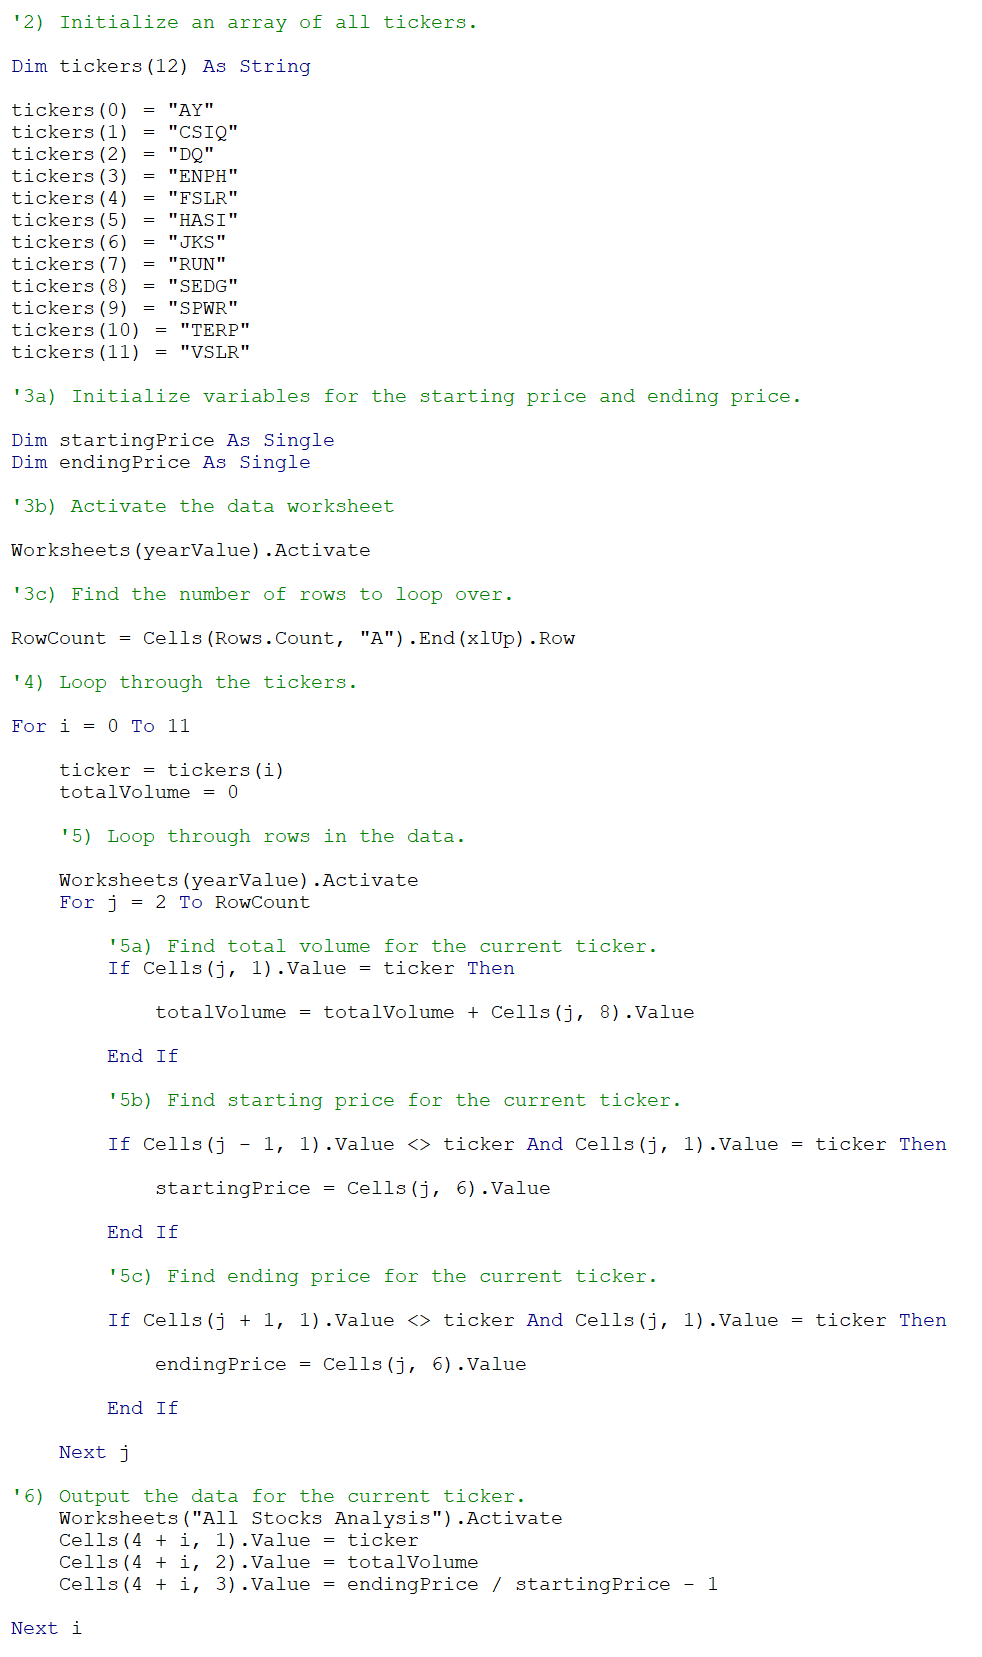 '2) Initialize an array of all tickers.
Dim tickers(12) As String
tickers(0) = "AY"
tickers(1) = "CSIQ"
tickers(2) = "DQ"
tickers(3) = "ENPH"
tickers(4) = "FSLR"
tickers(5) = "HASI"
tickers(6) = "JKS"
tickers(7) = "RUN"
tickers(8) = "SEDG"
tickers(9) = "SPWR"
tickers(10) = "TERP"
tickers(11) = "VSLR"
'3a) Initialize variables for the starting price and ending price.
Dim startingPrice As Single
Dim endingPrice As Single
'3b) Activate the data worksheet
Worksheets(yearValue).Activate
'3c) Find the number of rows to loop over.
RowCount = Cells(Rows.Count, "A").End(xlUp).Row
'4) Loop through the tickers.
For i = 0 To 11
    ticker = tickers(i)
    totalVolume = 0
    '5) Loop through rows in the data.
    Worksheets(yearValue).Activate
    For j = 2 To RowCount
        '5a) Find total volume for the current ticker.
        If Cells(j, 1).Value = ticker Then
            totalVolume = totalVolume + Cells(j, 8).Value
        End If
        '5b) Find starting price for the current ticker.
        If Cells(j - 1, 1).Value <> ticker And Cells(j, 1).Value = ticker Then
            startingPrice = Cells(j, 6).Value
        End If
        '5c) Find ending price for the current ticker.
        If Cells(j + 1, 1).Value <> ticker And Cells(j, 1).Value = ticker Then
            endingPrice = Cells(j, 6).Value
        End If
    Next j
'6) Output the data for the current ticker.
    Worksheets("All Stocks Analysis").Activate
    Cells(4 + i, 1).Value = ticker
    Cells(4 + i, 2).Value = totalVolume
    Cells(4 + i, 3).Value = endingPrice / startingPrice - 1
Next i